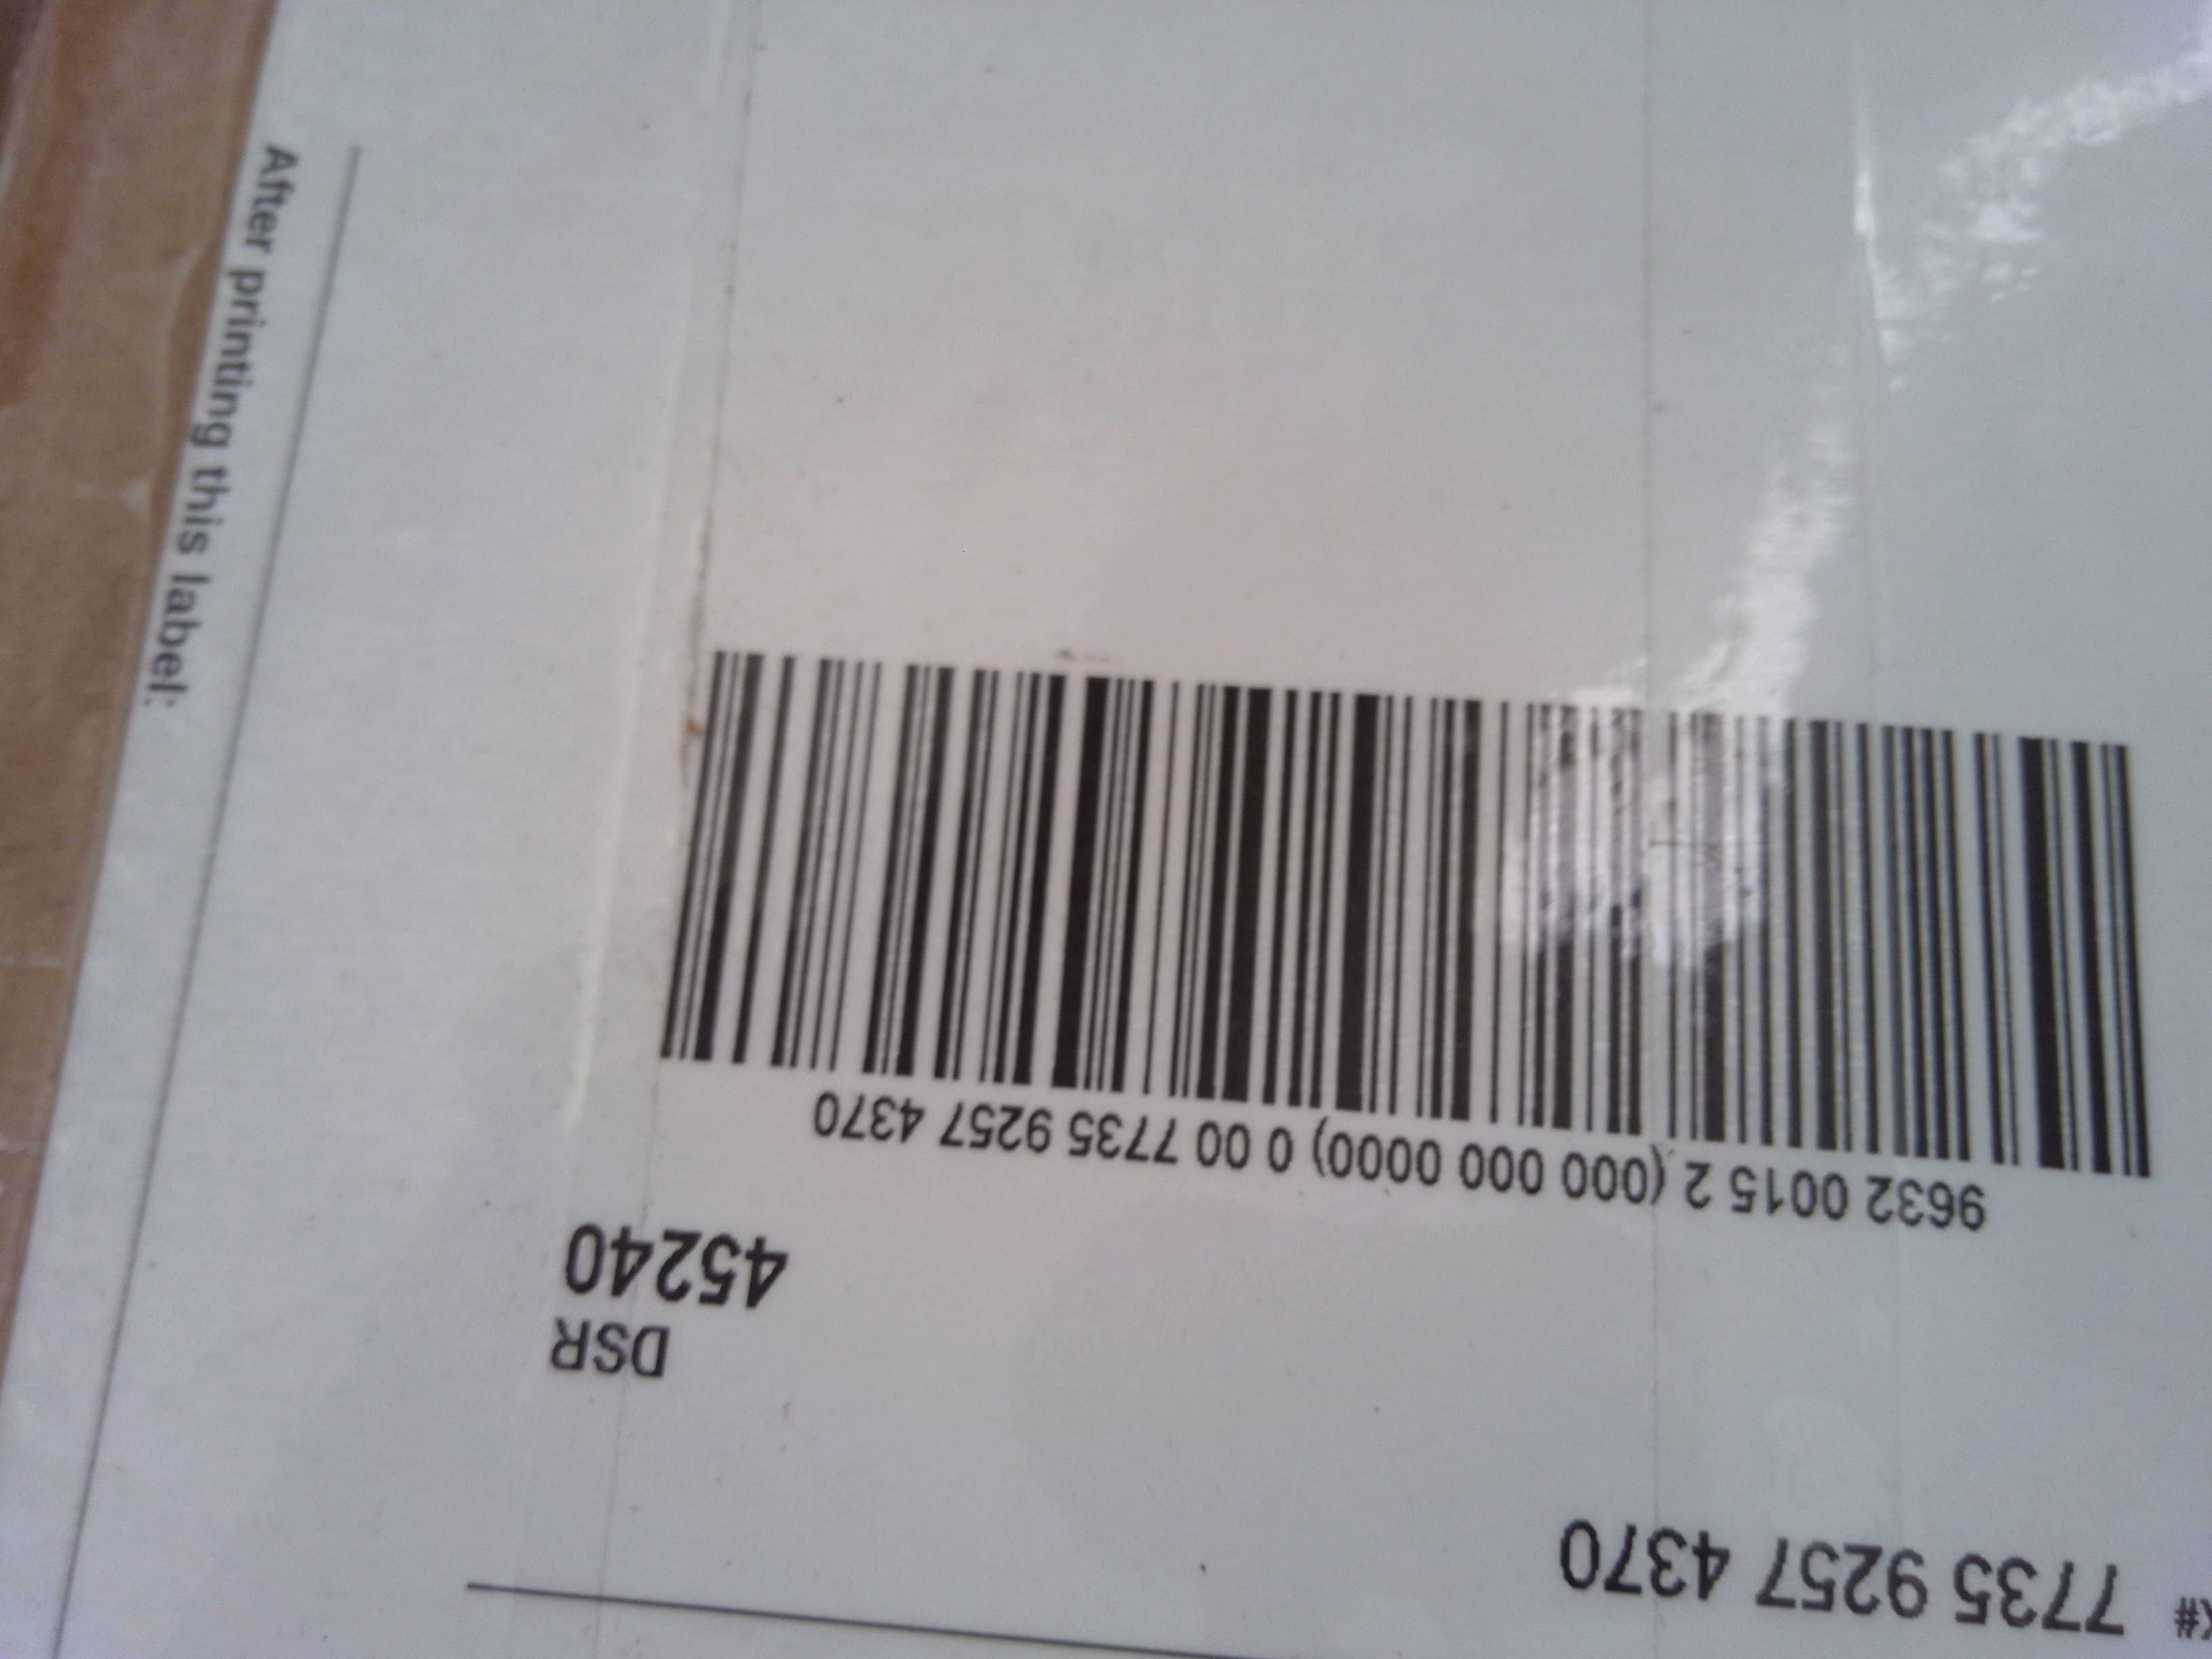 # 7735 9257 4370
DSR
45240
9632 0015 2 (000 000 0000) 0 00 7735 9257 4370
After printing this label: